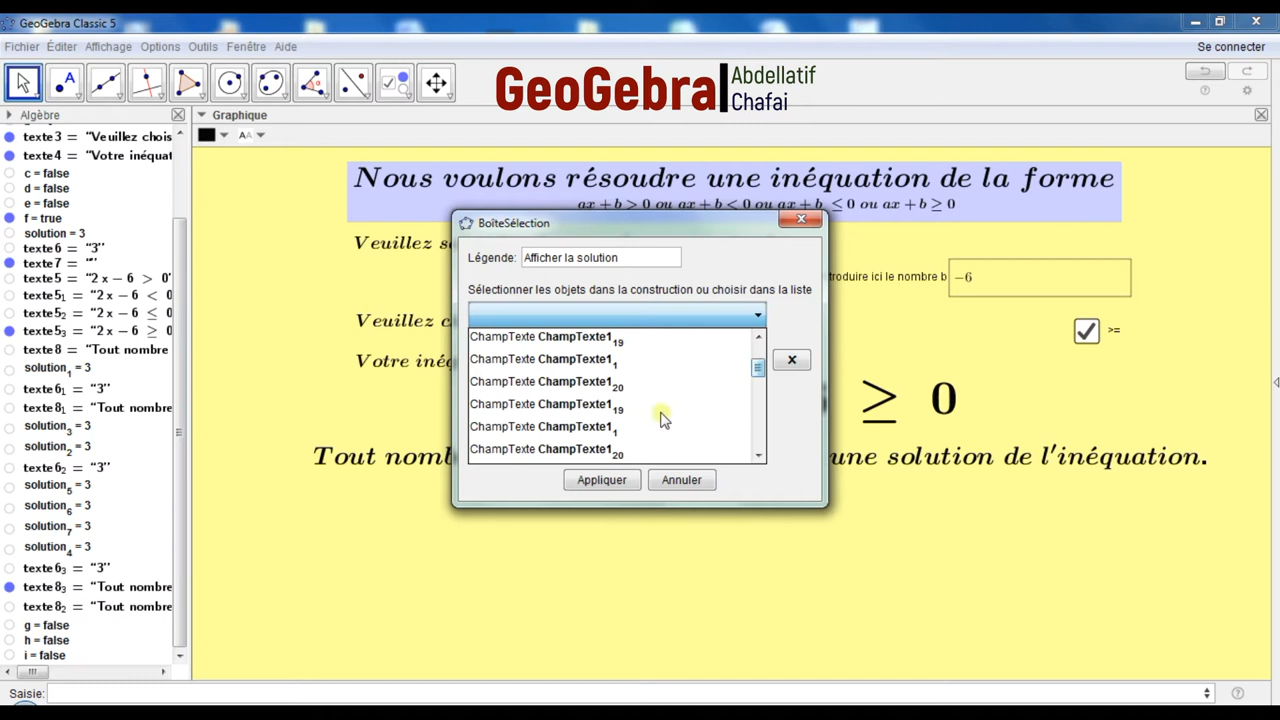 GeoGebra Classic 5
Fichier Éditer Affichage Options Outils Fenêtre Aide
Se connecter
GeoGebra
Abdellatif
Chafai
Algèbre
Graphique
texte3 = "Veuillez chois
texte4 = "Votre inéquat
c = false
d = false
e = false
f = true
solution = 3
texte6 = "3"
texte7 = ""
texte5 = "2 x − 6 > 0"
texte5₁ = "2 x − 6 < 0
texte5₂ = "2 x − 6 ≤ 0
texte5₃ = "2 x − 6 ≥ 0
texte8 = "Tout nombre
solution₁ = 3
texte6₁ = "3"
texte8₁ = "Tout nombre
solution₃ = 3
solution₂ = 3
texte6₂ = "3"
solution₅ = 3
solution₆ = 3
solution₇ = 3
solution₄ = 3
texte6₃ = "3"
texte8₃ = "Tout nombre
texte8₂ = "Tout nombre
g = false
h = false
i = false
Nous voulons résoudre une inéquation de la forme
ax + b > 0 ou ax + b < 0 ou ax + b ≤ 0 ou ax + b ≥ 0
Veuillez
troduire ici le nombre b −6
Veuillez
>=
Votre
≥ 0
Tout
une solution de l'inéquation.
BoîteSélection
Légende: Afficher la solution
Sélectionner les objets dans la construction ou choisir dans la liste
ChampTexte ChampTexte1₁₉
ChampTexte ChampTexte1₁
ChampTexte ChampTexte1₂₀
ChampTexte ChampTexte1₁₉
ChampTexte ChampTexte1₁
ChampTexte ChampTexte1₂₀
Appliquer Annuler
Saisie: